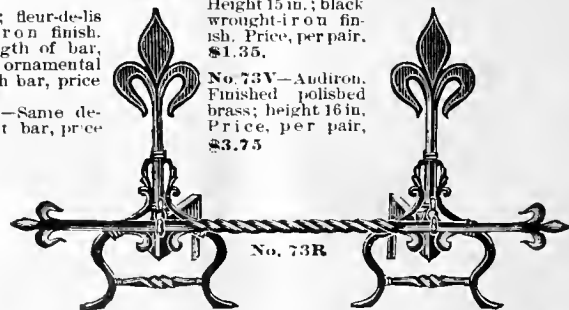 ; fleur-de-lis
iron finish.
gth of bar,
ornamental
h bar, price
—Same de-
t bar, price
Height 15 in.; black
wrought-iron fin-
ish. Price, per pair,
$1.35.
No. 73V—Andiron.
Finished polished
brass; height 16 in.
Price, per pair,
$3.75
No. 73R